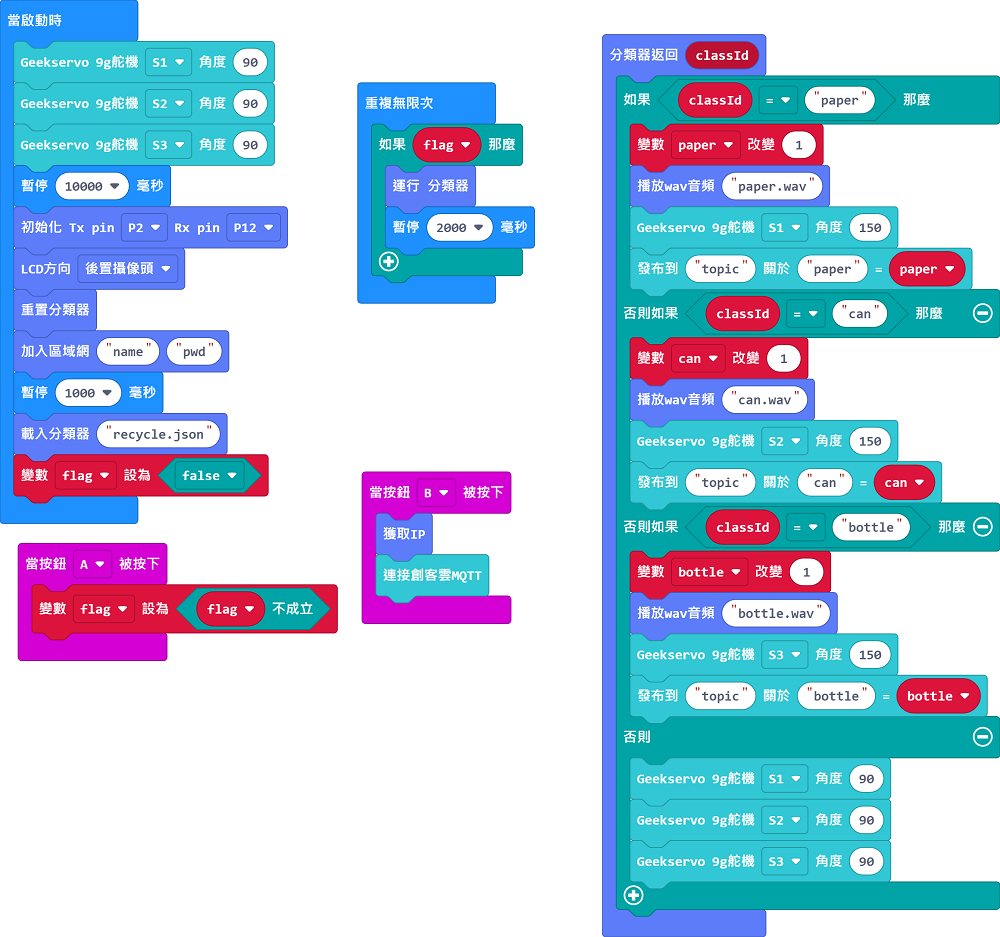 當啟動時
Geekservo 9g舵機 S1 角度 90
Geekservo 9g舵機 S2 角度 90
Geekservo 9g舵機 S3 角度 90
暫停 10000 毫秒
初始化 Tx pin P2 Rx pin P12
LCD方向 後置攝像頭
重置分類器
加入區域網 "name" "pwd"
暫停 1000 毫秒
載入分類器 "recycle.json"
變數 flag 設為 false
當按鈕 A 被按下
變數 flag 設為 flag 不成立
重複無限次
如果 flag 那麼
運行 分類器
暫停 2000 毫秒
當按鈕 B 被按下
獲取IP
連接創客雲MQTT
分類器返回 classId
如果 classId = "paper" 那麼
變數 paper 改變 1
播放wav音頻 "paper.wav"
Geekservo 9g舵機 S1 角度 150
發布到 "topic" 關於 "paper" = paper
否則如果 classId = "can" 那麼
變數 can 改變 1
播放wav音頻 "can.wav"
Geekservo 9g舵機 S2 角度 150
發布到 "topic" 關於 "can" = can
否則如果 classId = "bottle" 那麼
變數 bottle 改變 1
播放wav音頻 "bottle.wav"
Geekservo 9g舵機 S3 角度 150
發布到 "topic" 關於 "bottle" = bottle
否則
Geekservo 9g舵機 S1 角度 90
Geekservo 9g舵機 S2 角度 90
Geekservo 9g舵機 S3 角度 90